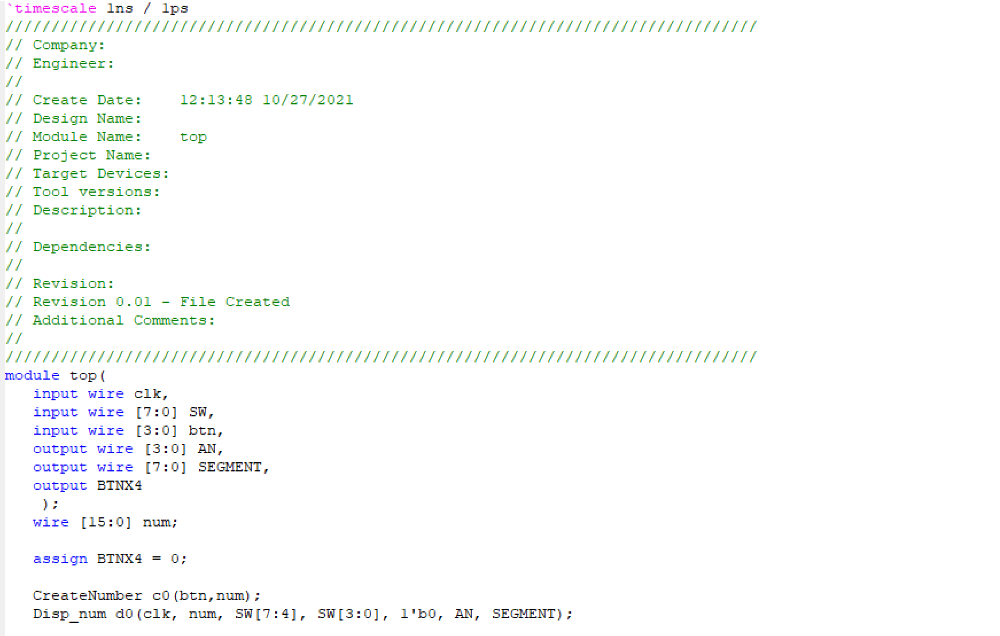 `timescale 1ns / 1ps
//////////////////////////////////////////////////////////////////////////////////
// Company:
// Engineer:
//
// Create Date:    12:13:48 10/27/2021
// Design Name:
// Module Name:    top
// Project Name:
// Target Devices:
// Tool versions:
// Description:
//
// Dependencies:
//
// Revision:
// Revision 0.01 - File Created
// Additional Comments:
//
//////////////////////////////////////////////////////////////////////////////////
module top(
   input wire clk,
   input wire [7:0] SW,
   input wire [3:0] btn,
   output wire [3:0] AN,
   output wire [7:0] SEGMENT,
   output BTNX4
    );
   wire [15:0] num;

   assign BTNX4 = 0;

   CreateNumber c0(btn,num);
   Disp_num d0(clk, num, SW[7:4], SW[3:0], 1'b0, AN, SEGMENT);